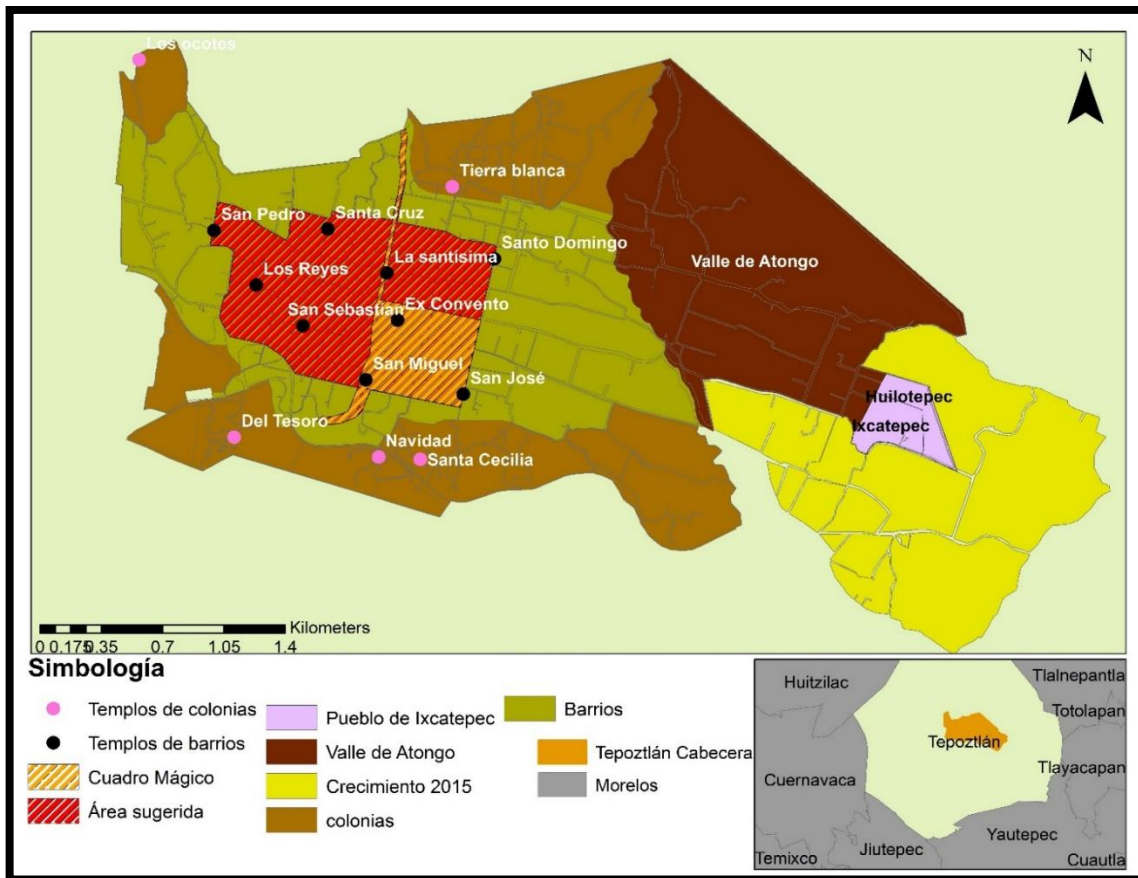 Los ocotes
N
Tierra blanca
San Pedro
Santa Cruz
Santo Domingo
La santísima
Valle de Atongo
Los Reyes
San Sebastían
Ex Convento
San Miguel
San José
Huilotepec
Ixcatepec
Del Tesoro
Navidad
Santa Cecilia
Kilometers
0 0.175 0.35 0.7 1.05 1.4
Simbología
Templos de colonias
Templos de barrios
Cuadro Mágico
Área sugerida
Pueblo de Ixcatepec
Valle de Atongo
Crecimiento 2015
colonias
Barrios
Tepoztlán Cabecera
Morelos
Huitzilac
Tlalnepantla
Totolapan
Tepoztlán
Tlayacapan
Cuernavaca
Yautepec
Jiutepec
Temixco
Cuautla